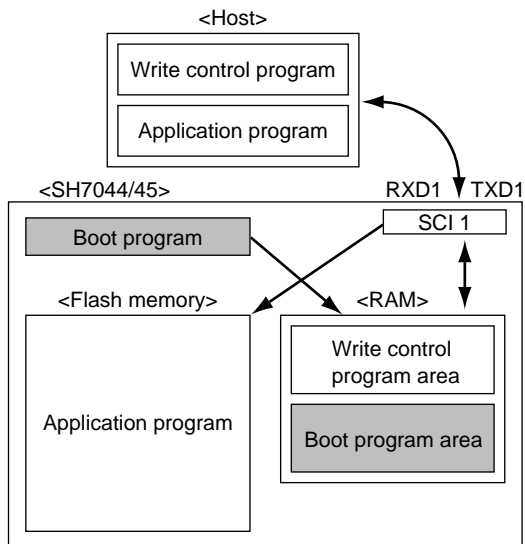 <Host>
Write control program
Application program
<SH7044/45>
RXD1 TXD1
SCI 1
Boot program
<Flash memory>
<RAM>
Application program
Write control
program area
Boot program area